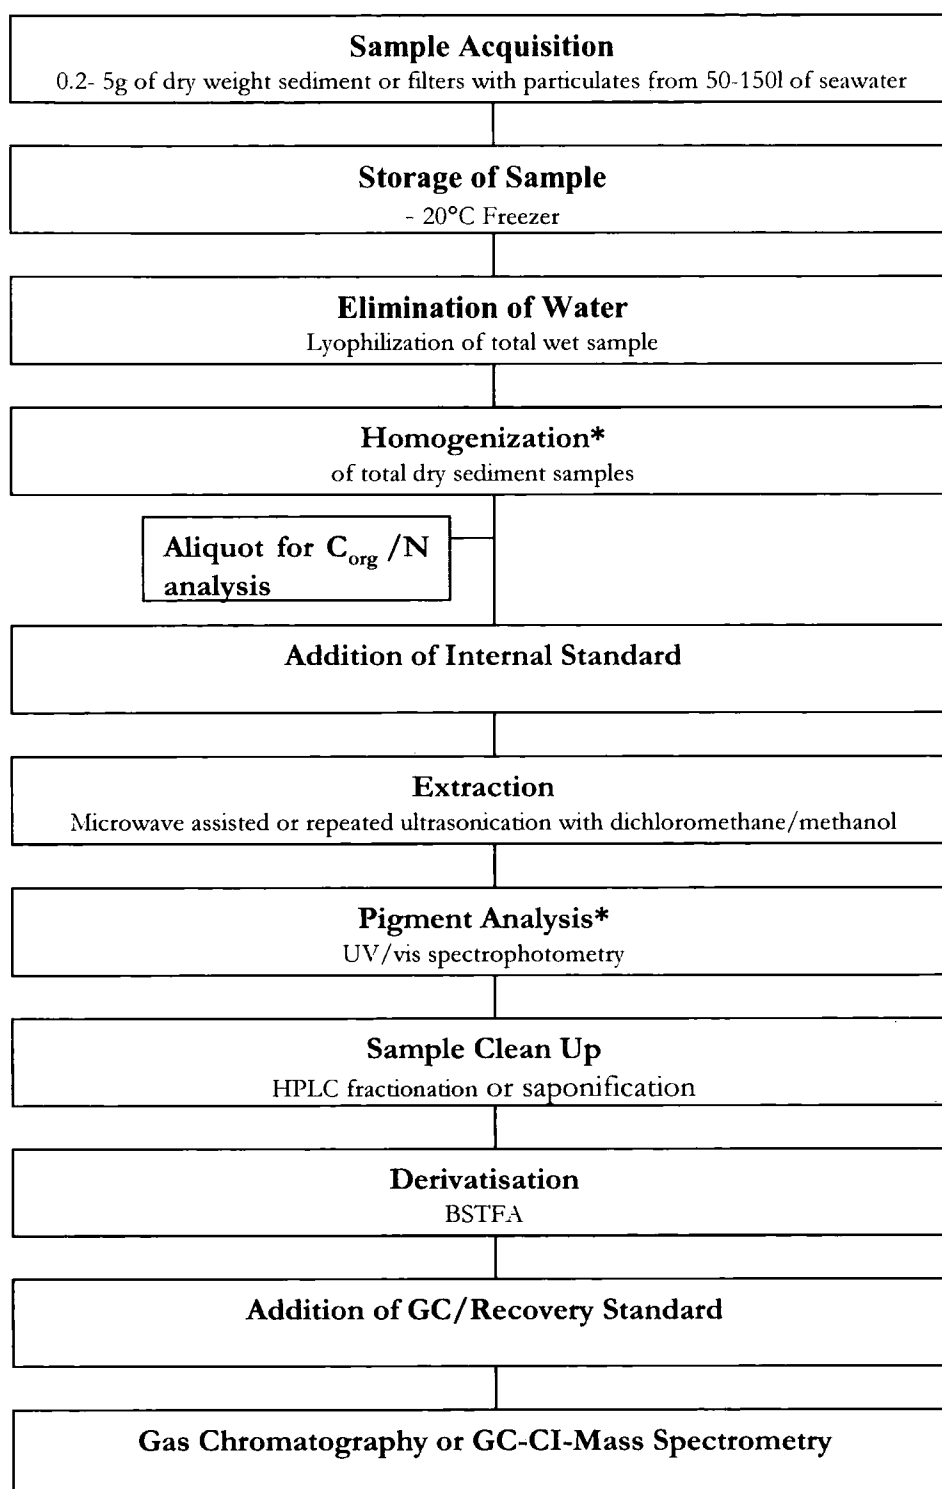 Sample Acquisition
0.2- 5g of dry weight sediment or filters with particulates from 50-150l of seawater
Storage of Sample
- 20°C Freezer
Elimination of Water
Lyophilization of total wet sample
Homogenization*
of total dry sediment samples
Aliquot for Corg /N
analysis
Addition of Internal Standard
Extraction
Microwave assisted or repeated ultrasonication with dichloromethane/methanol
Pigment Analysis*
UV/vis spectrophotometry
Sample Clean Up
HPLC fractionation or saponification
Derivatisation
BSTFA
Addition of GC/Recovery Standard
Gas Chromatography or GC-CI-Mass Spectrometry